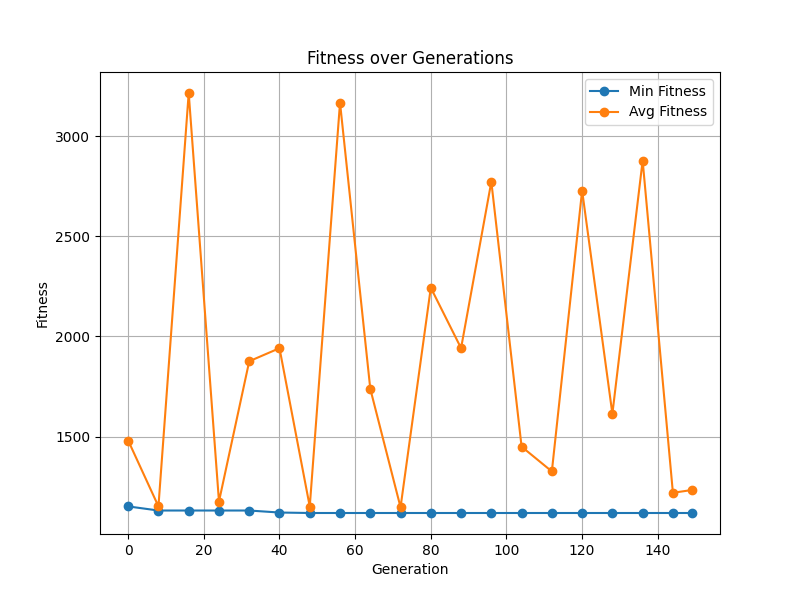 Fitness over Generations
Min Fitness
Avg Fitness
3000
2500
2000
1500
Fitness
0 20 40 60 80 100 120 140
Generation